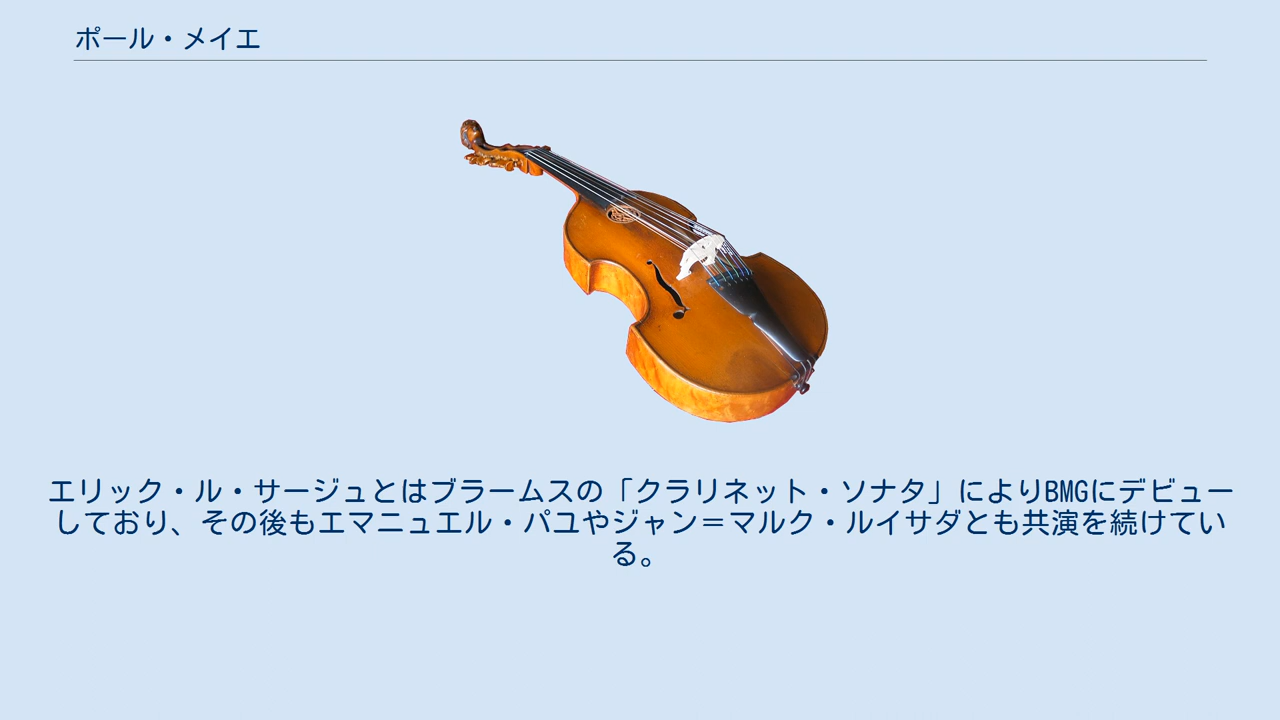 ポール・メイエ
エリック・ル・サージュとはブラームスの「クラリネット・ソナタ」によりBMGにデビュー
しており、その後もエマニュエル・パユやジャン＝マルク・ルイサダとも共演を続けてい
る。